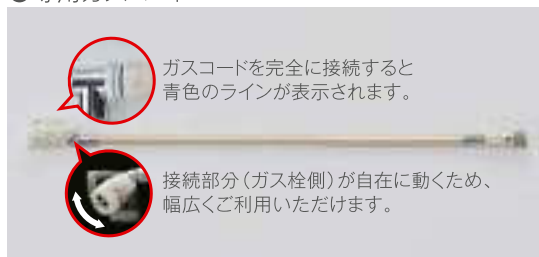 ガスコードを完全に接続すると
青色のラインが表示されます。
接続部分（ガス栓側）が自在に動くため、
幅広くご利用いただけます。